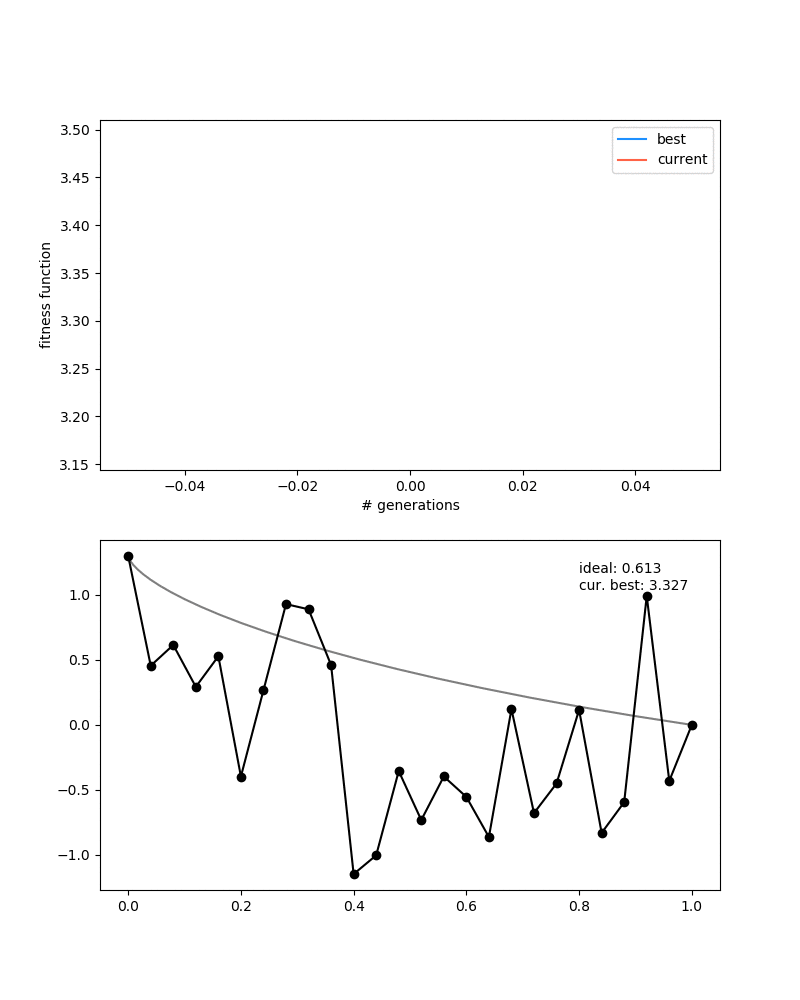 3.50
best
current
3.45
3.40
3.35
3.30
3.25
3.20
3.15
fitness function
−0.04 −0.02 0.00 0.02 0.04
# generations
ideal: 0.613
cur. best: 3.327
1.0
0.5
0.0
−0.5
−1.0
0.0 0.2 0.4 0.6 0.8 1.0